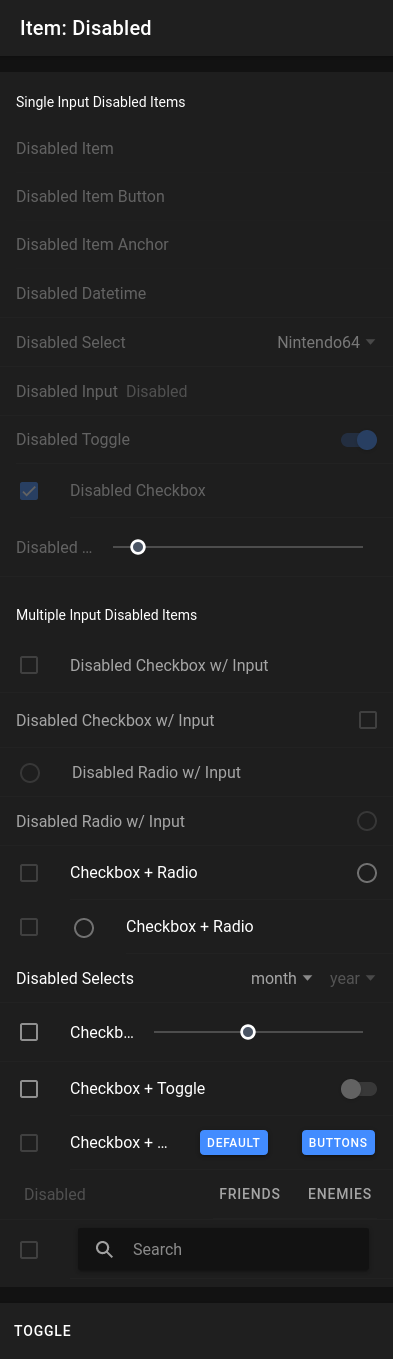 Item: Disabled
Single Input Disabled Items
Disabled Item
Disabled Item Button
Disabled Item Anchor
Disabled Datetime
Disabled Select Nintendo64
Disabled Input Disabled
Disabled Toggle
Disabled Checkbox
Disabled ...
Multiple Input Disabled Items
Disabled Checkbox w/ Input
Disabled Checkbox w/ Input
Disabled Radio w/ Input
Disabled Radio w/ Input
Checkbox + Radio
Checkbox + Radio
Disabled Selects month year
Checkb...
Checkbox + Toggle
Checkbox + ... DEFAULT BUTTONS
Disabled FRIENDS ENEMIES
Search
TOGGLE